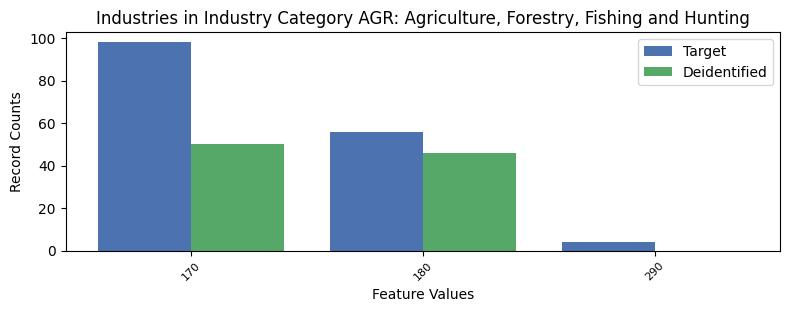 Industries in Industry Category AGR: Agriculture, Forestry, Fishing and Hunting
Target
Deidentified
Record Counts
100
80
60
40
20
0
170
180
290
Feature Values